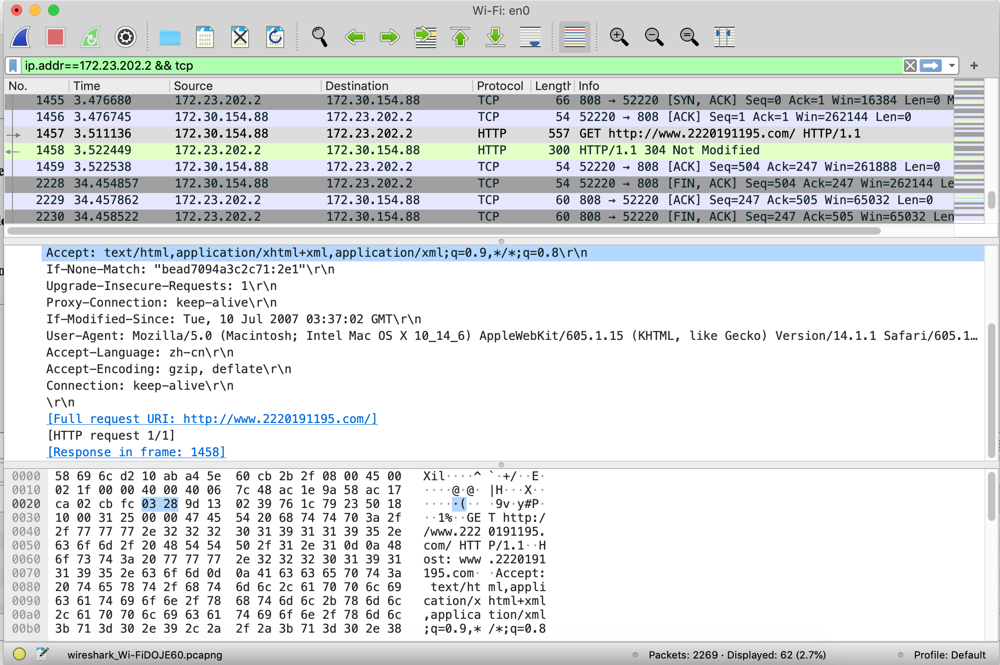 Wi-Fi: en0
ip.addr==172.23.202.2 && tcp
No. Time Source Destination Protocol Length Info
1455 3.476680 172.23.202.2 172.30.154.88 TCP 66 808 → 52220 [SYN, ACK] Seq=0 Ack=1 Win=16384 Len=0 M
1456 3.476745 172.30.154.88 172.23.202.2 TCP 54 52220 → 808 [ACK] Seq=1 Ack=1 Win=262144 Len=0
1457 3.511136 172.30.154.88 172.23.202.2 HTTP 557 GET http://www.2220191195.com/ HTTP/1.1
1458 3.522449 172.23.202.2 172.30.154.88 HTTP 300 HTTP/1.1 304 Not Modified
1459 3.522538 172.30.154.88 172.23.202.2 TCP 54 52220 → 808 [ACK] Seq=504 Ack=247 Win=261888 Len=0
2228 34.454857 172.30.154.88 172.23.202.2 TCP 54 52220 → 808 [FIN, ACK] Seq=504 Ack=247 Win=262144 Le
2229 34.457862 172.23.202.2 172.30.154.88 TCP 60 808 → 52220 [ACK] Seq=247 Ack=505 Win=65032 Len=0
2230 34.458522 172.23.202.2 172.30.154.88 TCP 60 808 → 52220 [FIN, ACK] Seq=247 Ack=505 Win=65032 Len
Accept: text/html,application/xhtml+xml,application/xml;q=0.9,*/*;q=0.8\r\n
If-None-Match: "bead7094a3c2c71:2e1"\r\n
Upgrade-Insecure-Requests: 1\r\n
Proxy-Connection: keep-alive\r\n
If-Modified-Since: Tue, 10 Jul 2007 03:37:02 GMT\r\n
User-Agent: Mozilla/5.0 (Macintosh; Intel Mac OS X 10_14_6) AppleWebKit/605.1.15 (KHTML, like Gecko) Version/14.1.1 Safari/605.1…
Accept-Language: zh-cn\r\n
Accept-Encoding: gzip, deflate\r\n
Connection: keep-alive\r\n
\r\n
[Full request URI: http://www.2220191195.com/]
[HTTP request 1/1]
[Response in frame: 1458]
0000 58 69 6c d2 10 ab a4 5e 60 cb 2b 2f 08 00 45 00 Xil····^ `·+/··E·
0010 02 1f 00 00 40 00 40 06 7c 48 ac 1e 9a 58 ac 17 ····@·@· |H···X··
0020 ca 02 cb fc 03 28 9d 13 02 39 76 1c 79 23 50 18 ·····(·· ·9v·y#P·
0030 10 00 31 25 00 00 47 45 54 20 68 74 74 70 3a 2f ··1%··GE T http:/
0040 2f 77 77 77 2e 32 32 32 30 31 39 31 31 39 35 2e /www.222 0191195.
0050 63 6f 6d 2f 20 48 54 54 50 2f 31 2e 31 0d 0a 48 com/ HTT P/1.1··H
0060 6f 73 74 3a 20 77 77 77 2e 32 32 32 30 31 39 31 ost: www .2220191
0070 31 39 35 2e 63 6f 6d 0d 0a 41 63 63 65 70 74 3a 195.com· ·Accept:
0080 20 74 65 78 74 2f 68 74 6d 6c 2c 61 70 70 6c 69 text/ht ml,appli
0090 63 61 74 69 6f 6e 2f 78 68 74 6d 6c 2b 78 6d 6c cation/x html+xml
00a0 2c 61 70 70 6c 69 63 61 74 69 6f 6e 2f 78 6d 6c ,applica tion/xml
00b0 3b 71 3d 30 2e 39 2c 2a 2f 2a 3b 71 3d 30 2e 38 ;q=0.9,* /*;q=0.8
wireshark_Wi-FiDOJE60.pcapng Packets: 2269 · Displayed: 62 (2.7%) Profile: Default